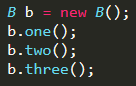 B b = new B();
b.one();
b.two();
b.three();